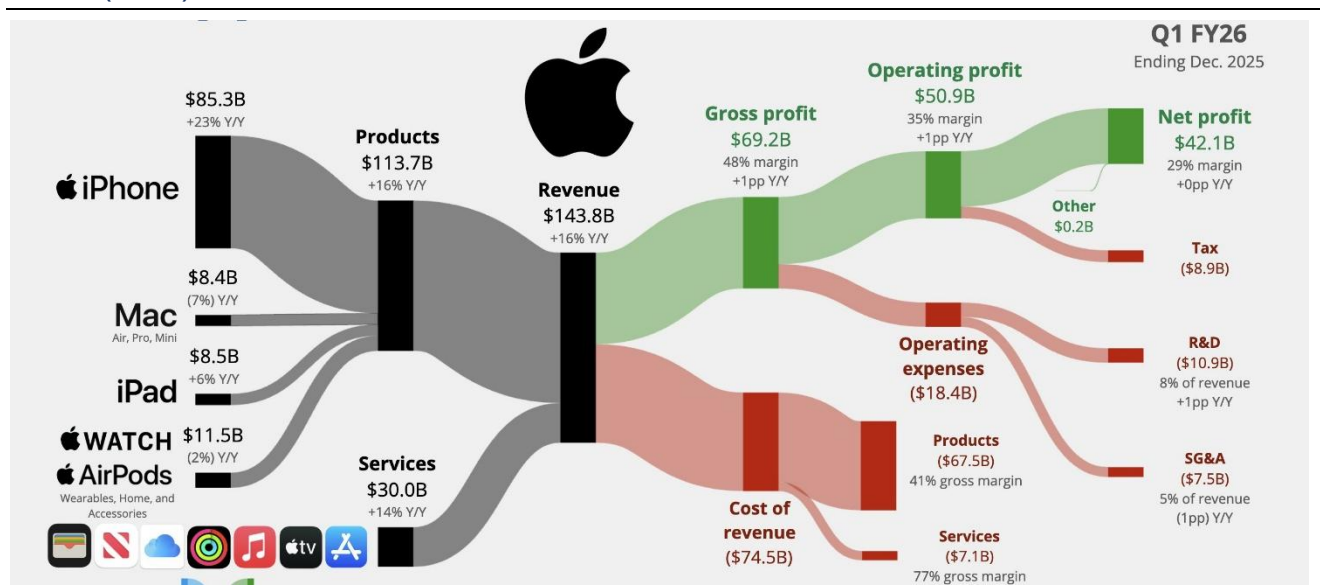 Q1 FY26
Ending Dec. 2025
$85.3B
+23% Y/Y
iPhone
$8.4B
(7%) Y/Y
Mac
Air, Pro, Mini
$8.5B
+6% Y/Y
iPad
$11.5B
(2%) Y/Y
WATCH
AirPods
Wearables, Home, and
Accessories
tv
Products
$113.7B
+16% Y/Y
Services
$30.0B
+14% Y/Y
Revenue
$143.8B
+16% Y/Y
Gross profit
$69.2B
48% margin
+1pp Y/Y
Cost of
revenue
($74.5B)
Operating profit
$50.9B
35% margin
+1pp Y/Y
Operating
expenses
($18.4B)
Products
($67.5B)
41% gross margin
Services
($7.1B)
77% gross margin
Net profit
$42.1B
29% margin
+0pp Y/Y
Other
$0.2B
Tax
($8.9B)
R&D
($10.9B)
8% of revenue
+1pp Y/Y
SG&A
($7.5B)
5% of revenue
(1pp) Y/Y